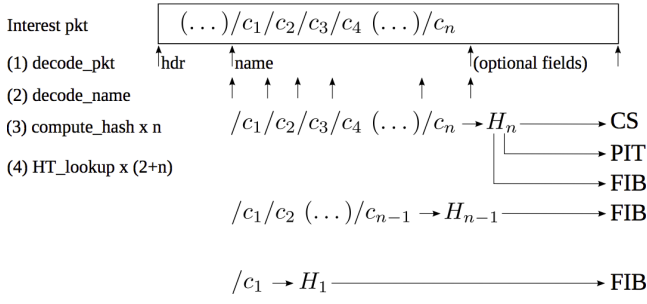 Interest pkt (...)/c₁/c₂/c₃/c₄ (...)/cₙ
(1) decode_pkt hdr name (optional fields)
(2) decode_name
(3) compute_hash x n /c₁/c₂/c₃/c₄ (...)/cₙ → Hₙ → CS
PIT
(4) HT_lookup x (2+n)
FIB
/c₁/c₂ (...)/cₙ₋₁ → Hₙ₋₁ → FIB
/c₁ → H₁ → FIB